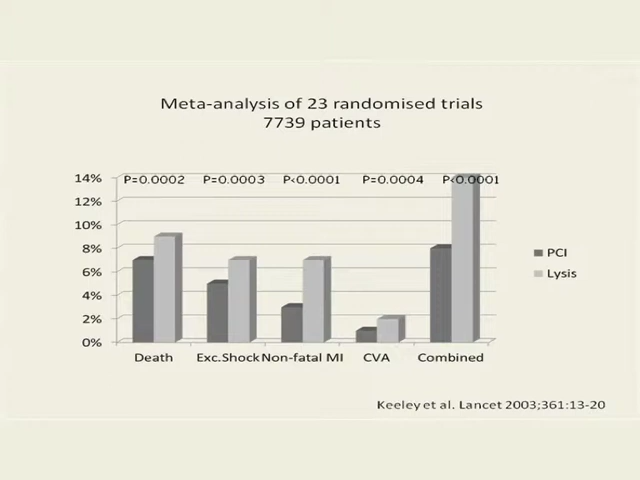 Meta-analysis of 23 randomised trials
7739 patients
14%
12%
10%
8%
6%
4%
2%
0%
P=0.0002 P=0.0003 P<0.0001 P=0.0004 P<0.0001
PCI
Lysis
Death Exc.Shock Non-fatal MI CVA Combined
Keeley et al. Lancet 2003;361:13-20